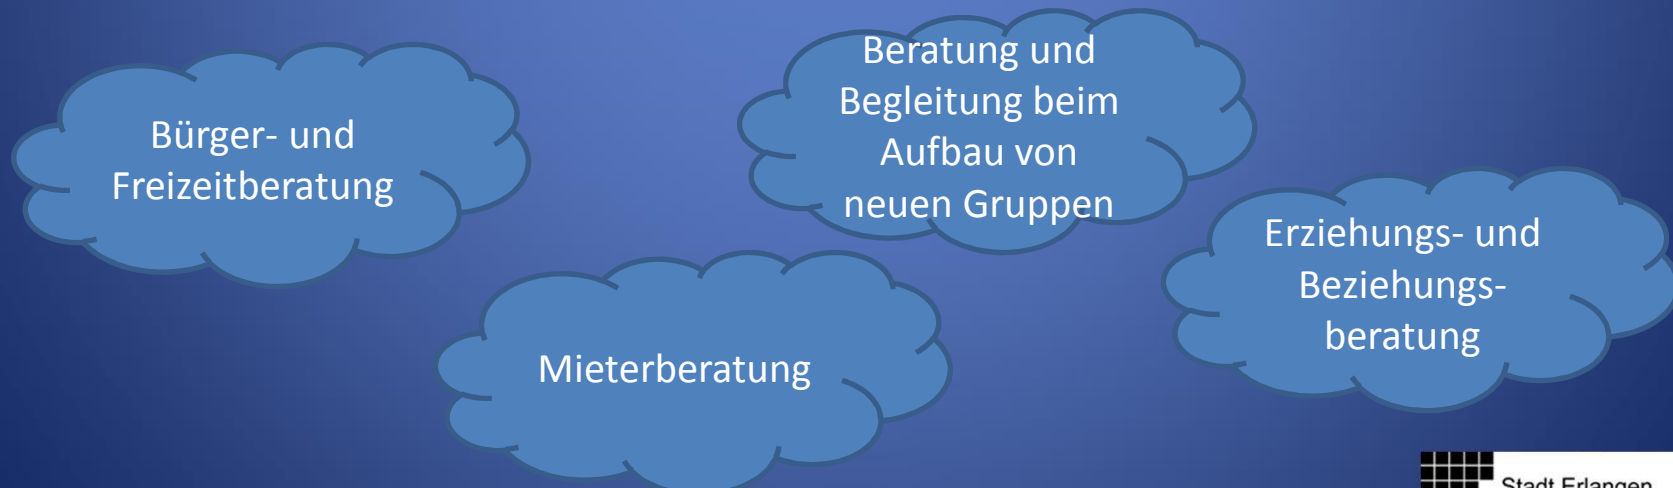 Bürger- und
Freizeitberatung
Beratung und
Begleitung beim
Aufbau von
neuen Gruppen
Mieterberatung
Erziehungs- und
Beziehungs-
beratung
Stadt Erlangen